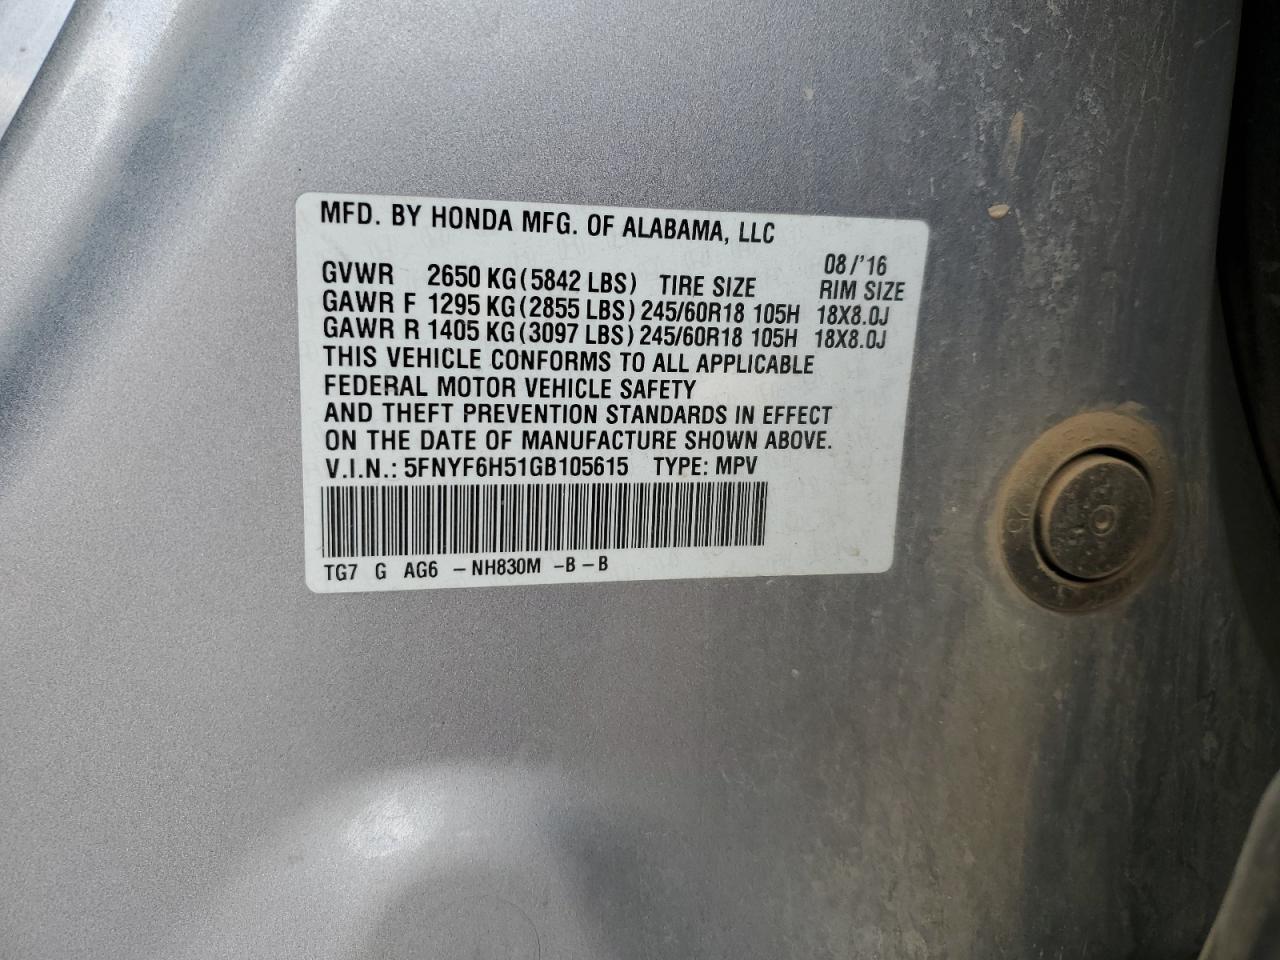 MFD. BY HONDA MFG. OF ALABAMA, LLC
08/'16
GVWR 2650 KG(5842 LBS) TIRE SIZE RIM SIZE
GAWR F 1295 KG(2855 LBS) 245/60R18 105H 18X8.0J
GAWR R 1405 KG(3097 LBS) 245/60R18 105H 18X8.0J
THIS VEHICLE CONFORMS TO ALL APPLICABLE
FEDERAL MOTOR VEHICLE SAFETY
AND THEFT PREVENTION STANDARDS IN EFFECT
ON THE DATE OF MANUFACTURE SHOWN ABOVE.
V.I.N.: 5FNYF6H51GB105615 TYPE: MPV
TG7 G AG6 -NH830M -B-B